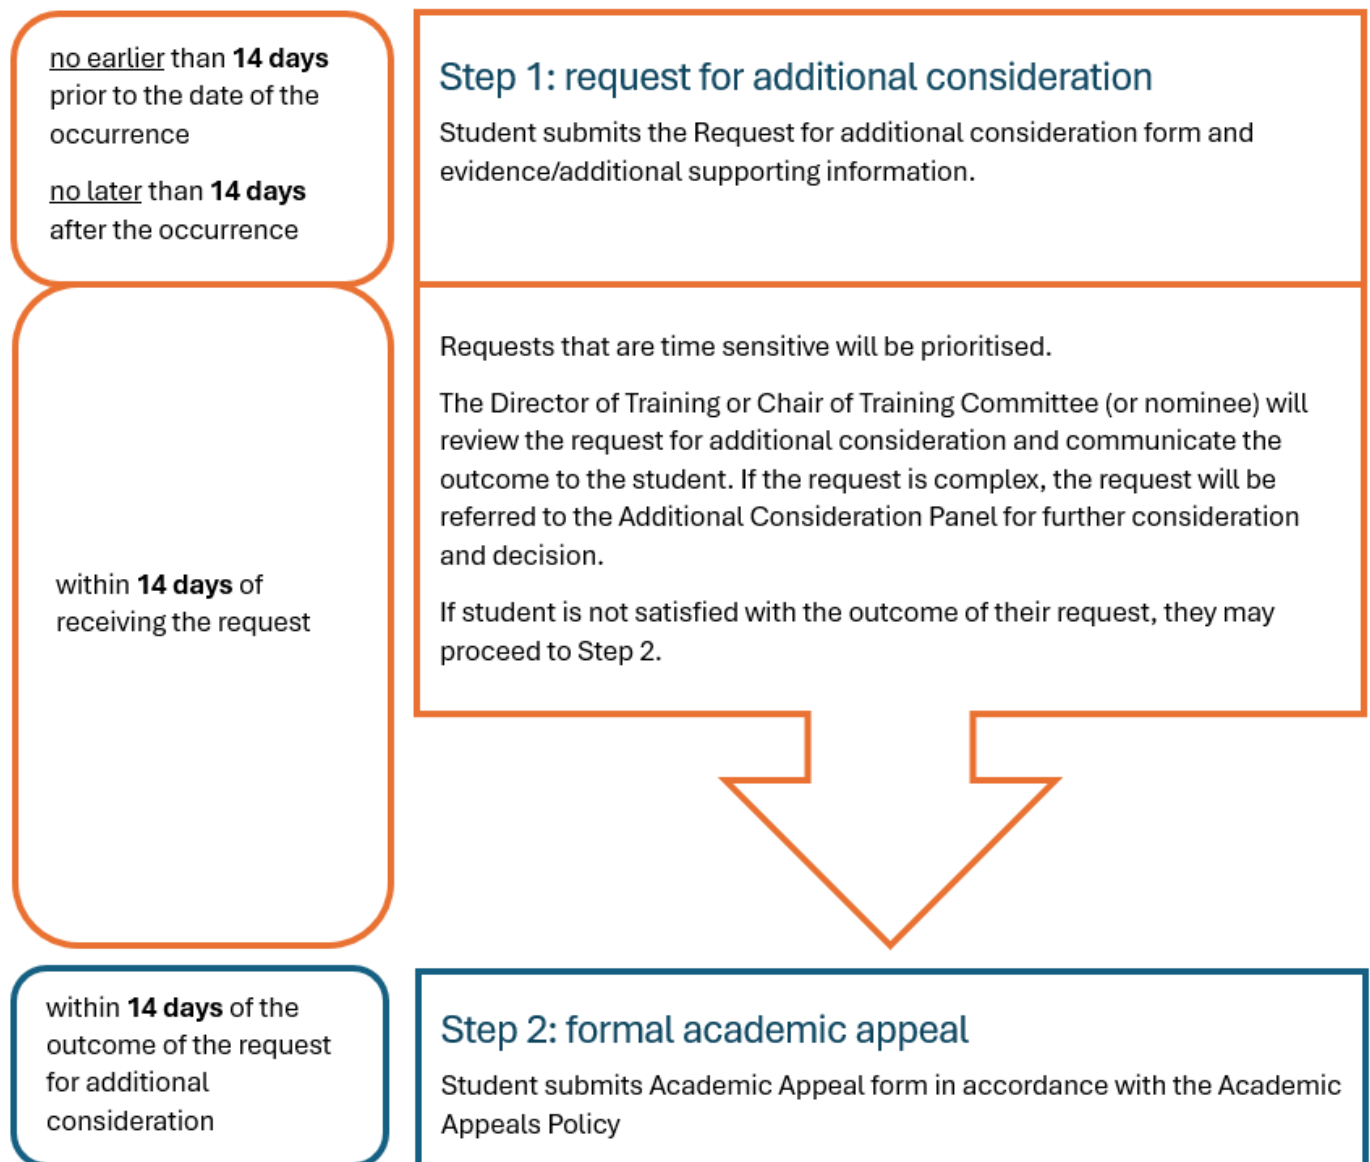 no earlier than 14 days
prior to the date of the
occurrence
no later than 14 days
after the occurrence
Step 1: request for additional consideration
Student submits the Request for additional consideration form and
evidence/additional supporting information.
within 14 days of
receiving the request
Requests that are time sensitive will be prioritised.
The Director of Training or Chair of Training Committee (or nominee) will
review the request for additional consideration and communicate the
outcome to the student. If the request is complex, the request will be
referred to the Additional Consideration Panel for further consideration
and decision.
If student is not satisfied with the outcome of their request, they may
proceed to Step 2.
within 14 days of the
outcome of the request
for additional
consideration
Step 2: formal academic appeal
Student submits Academic Appeal form in accordance with the Academic
Appeals Policy